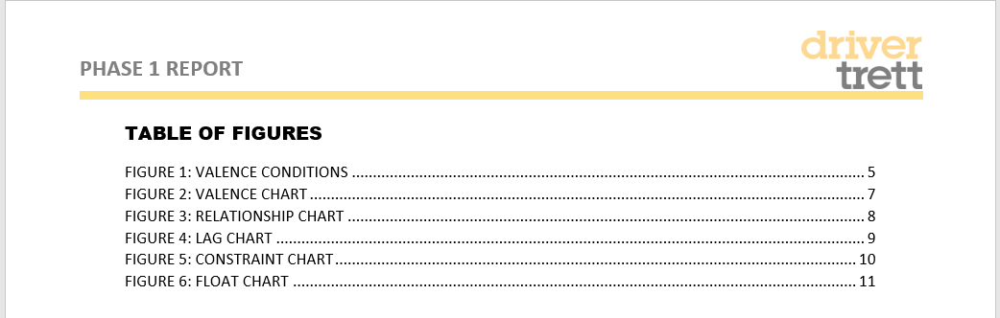 driver
PHASE 1 REPORT
trett
TABLE OF FIGURES
FIGURE 1: VALENCE CONDITIONS ........................................................................................................................... 5
FIGURE 2: VALENCE CHART ..................................................................................................................................... 7
FIGURE 3: RELATIONSHIP CHART ............................................................................................................................ 8
FIGURE 4: LAG CHART ............................................................................................................................................. 9
FIGURE 5: CONSTRAINT CHART ............................................................................................................................. 10
FIGURE 6: FLOAT CHART ....................................................................................................................................... 11